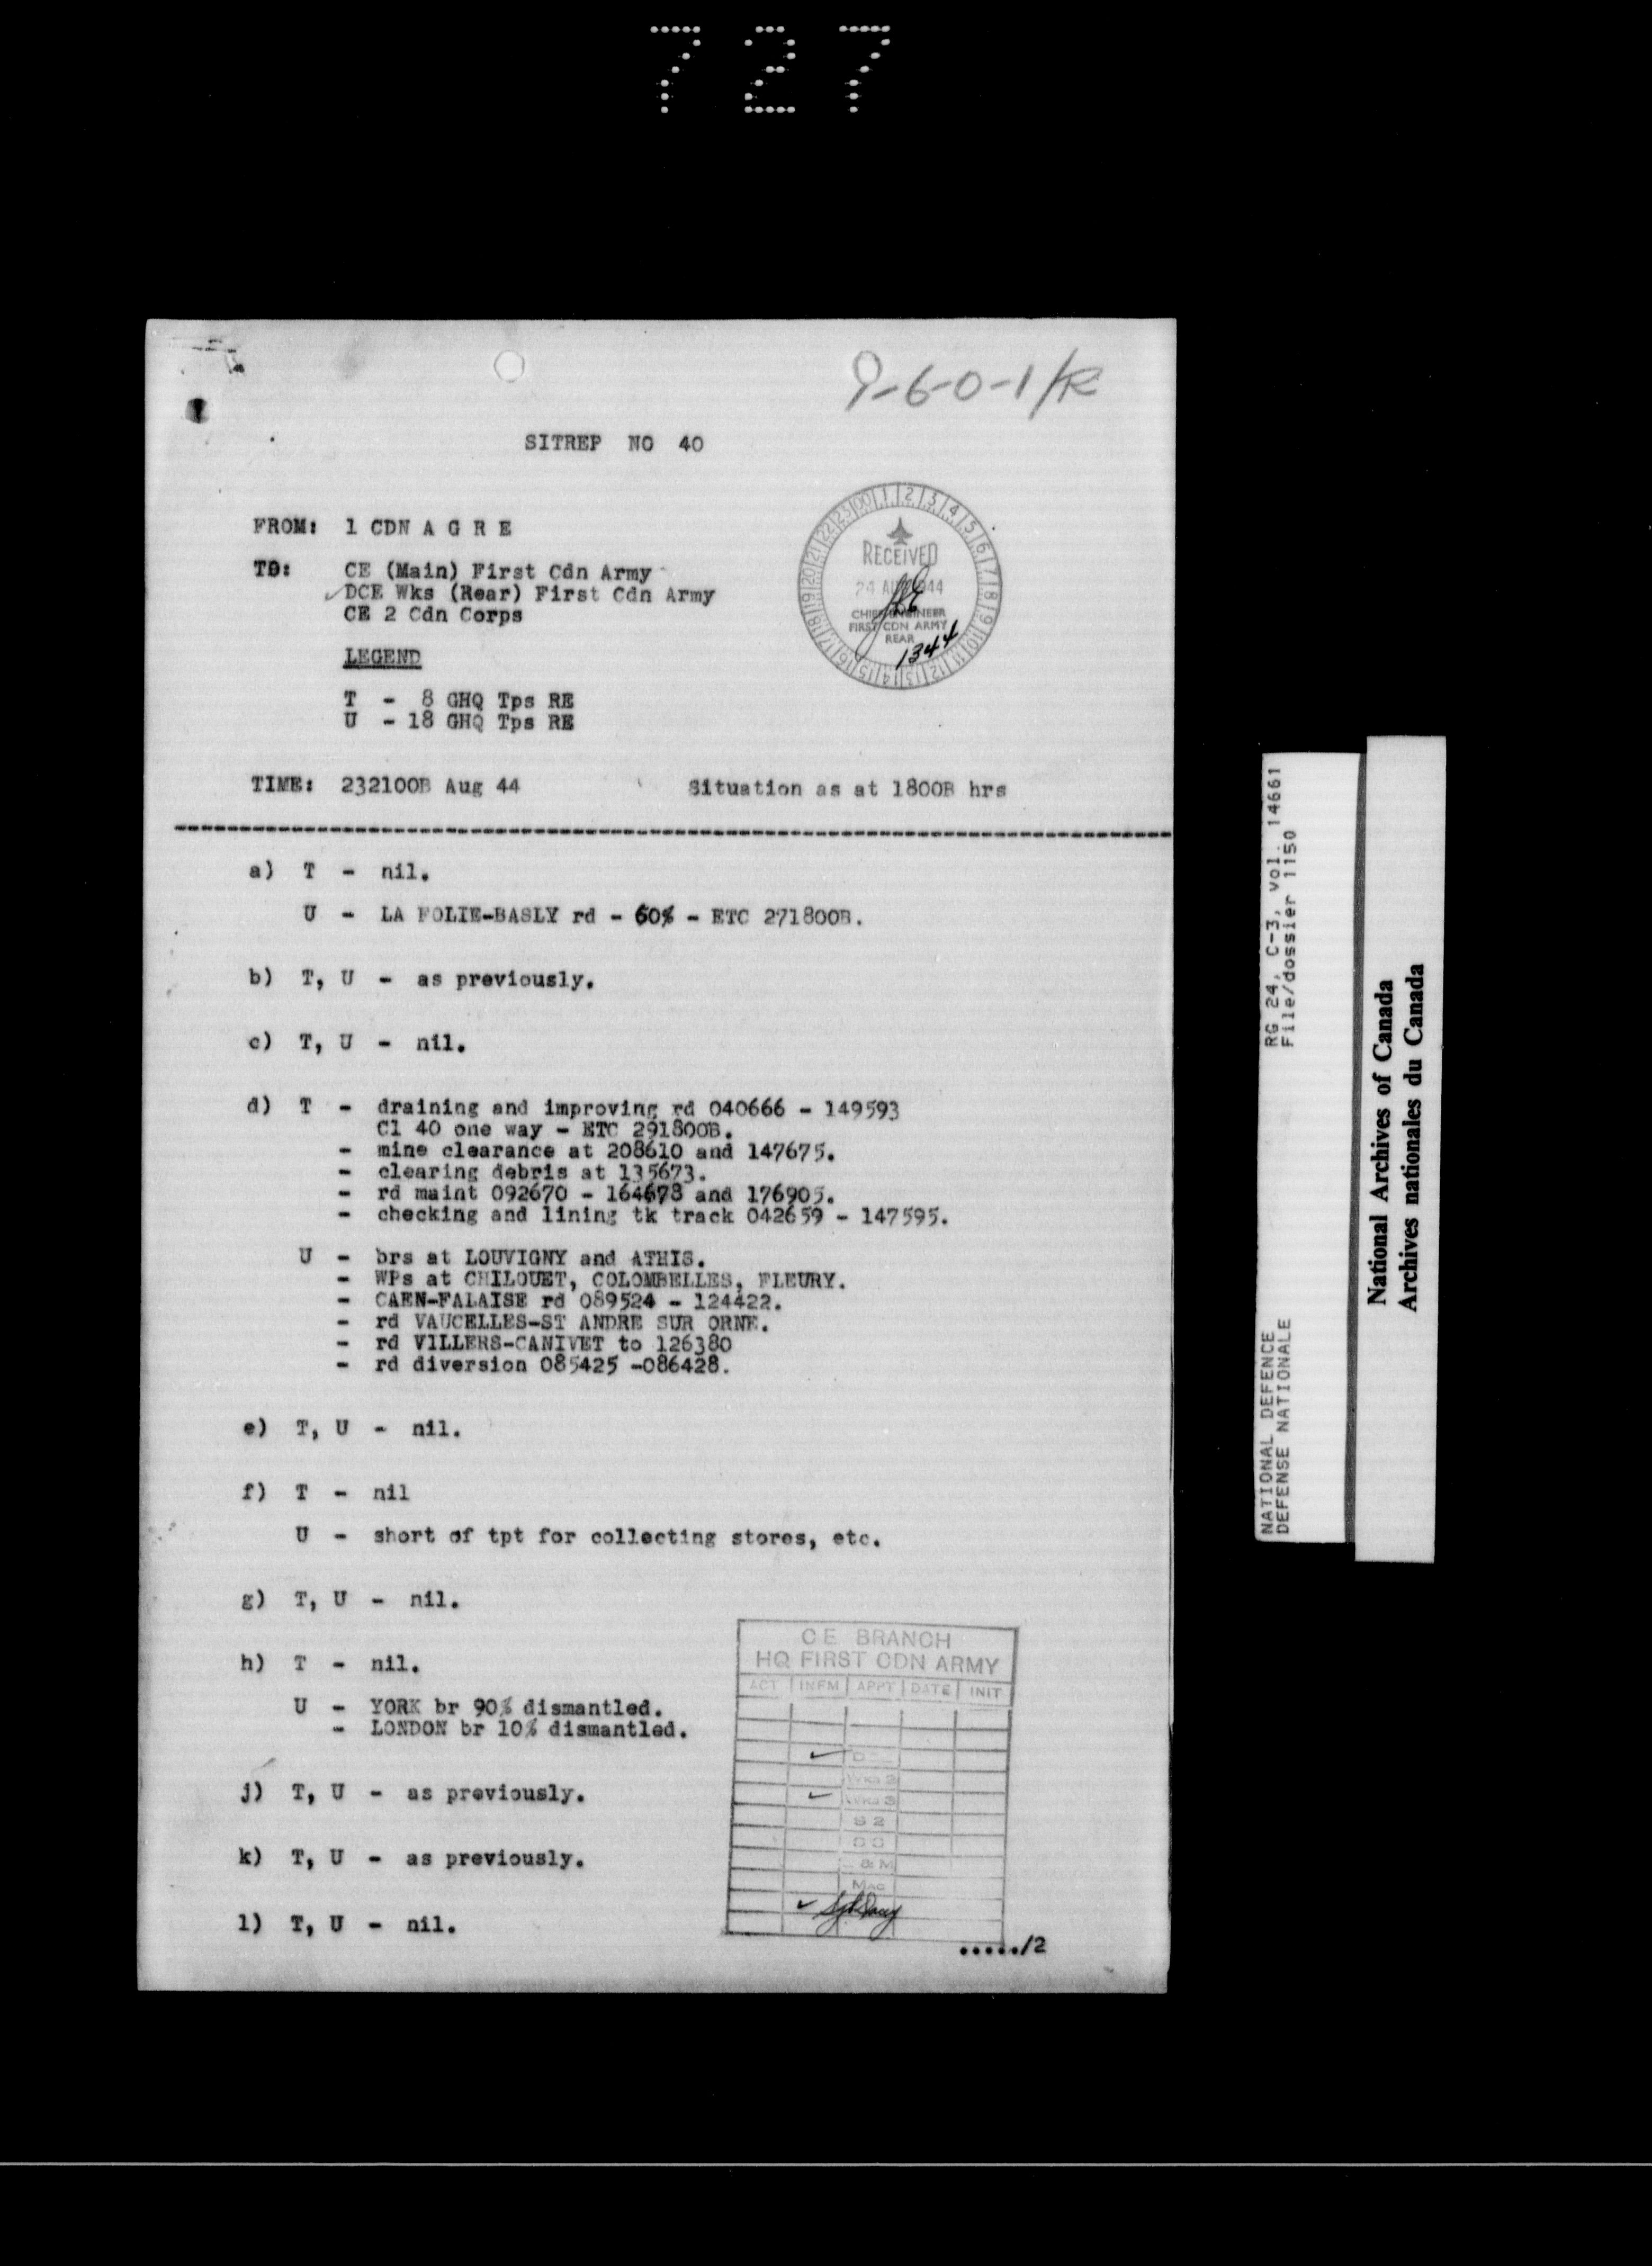 727
9-6-0-1/R
SITREP NO 40
FROM: 1 CDN A G R E
TO: CE (Main) First Cdn Army
DCE Wks (Rear) First Cdn Army
CE 2 Cdn Corps
RECEIVED
24 AUG 1944
CHIEF ENGINEER
FIRST CDN ARMY
REAR
1344
LEGEND
T - 8 GHQ Tps RE
U - 18 GHQ Tps RE
TIME: 232100B Aug 44 Situation as at 1800B hrs
a) T - nil.
U - LA FOLIE-BASLY rd - 60% - ETC 271800B.
b) T, U - as previously.
c) T, U - nil.
d) T - draining and improving rd 040666 - 149593
Cl 40 one way - ETC 291800B.
- mine clearance at 208610 and 147675.
- clearing debris at 135673.
- rd maint 092670 - 164678 and 176905.
- checking and lining tk track 042659 - 147595.
U - brs at LOUVIGNY and ATHIS.
- WPs at CHILOUET, COLOMBELLES, FLEURY.
- CAEN-FALAISE rd 089524 - 124422.
- rd VAUCELLES-ST ANDRE SUR ORNE.
- rd VILLERS-CANIVET to 126380
- rd diversion 085425 -086428.
e) T, U - nil.
f) T - nil
U - short of tpt for collecting stores, etc.
g) T, U - nil.
h) T - nil.
U - YORK br 90% dismantled.
- LONDON br 10% dismantled.
j) T, U - as previously.
k) T, U - as previously.
l) T, U - nil.
CE BRANCH
HQ FIRST CDN ARMY
ACT INFM APPT DATE INIT
Wks 2
Wks 3
S 2
& M
Mac
...../2
RG 24, C-3, vol. 14661
File/dossier 1150
NATIONAL DEFENCE
DEFENSE NATIONALE
National Archives of Canada
Archives nationales du Canada